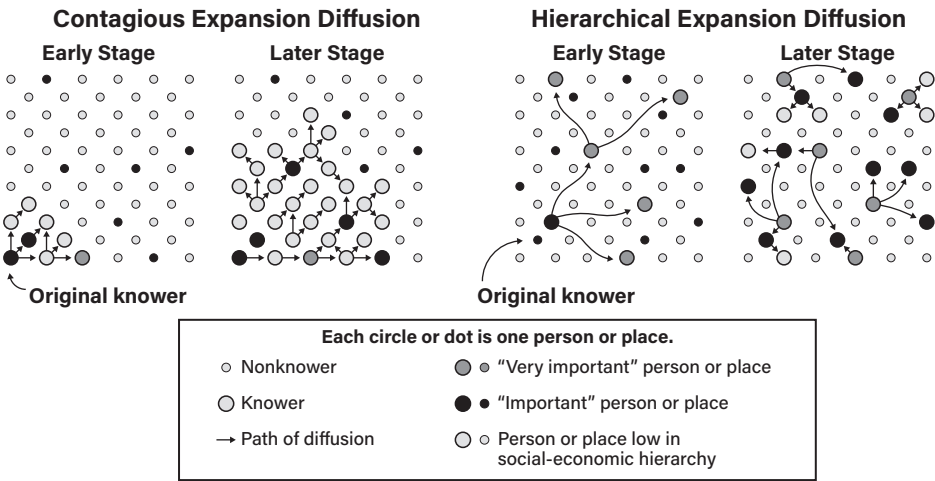 Contagious Expansion Diffusion
Early Stage
Later Stage
Original knower
Hierarchical Expansion Diffusion
Early Stage
Later Stage
Original knower
Each circle or dot is one person or place.
Nonknower
Knower
Path of diffusion
“Very important” person or place
“Important” person or place
Person or place low in
social-economic hierarchy